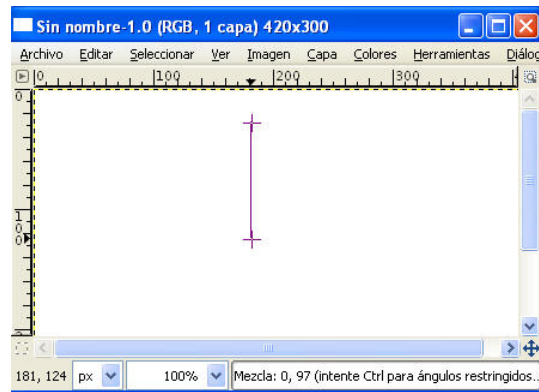 Sin nombre-1.0 (RGB, 1 capa) 420x300
Archivo Editar Seleccionar Ver Imagen Capa Colores Herramientas Diálog
0 100 200 300 4
0
100
181, 124 px 100% Mezcla: 0, 97 (intente Ctrl para ángulos restringidos..